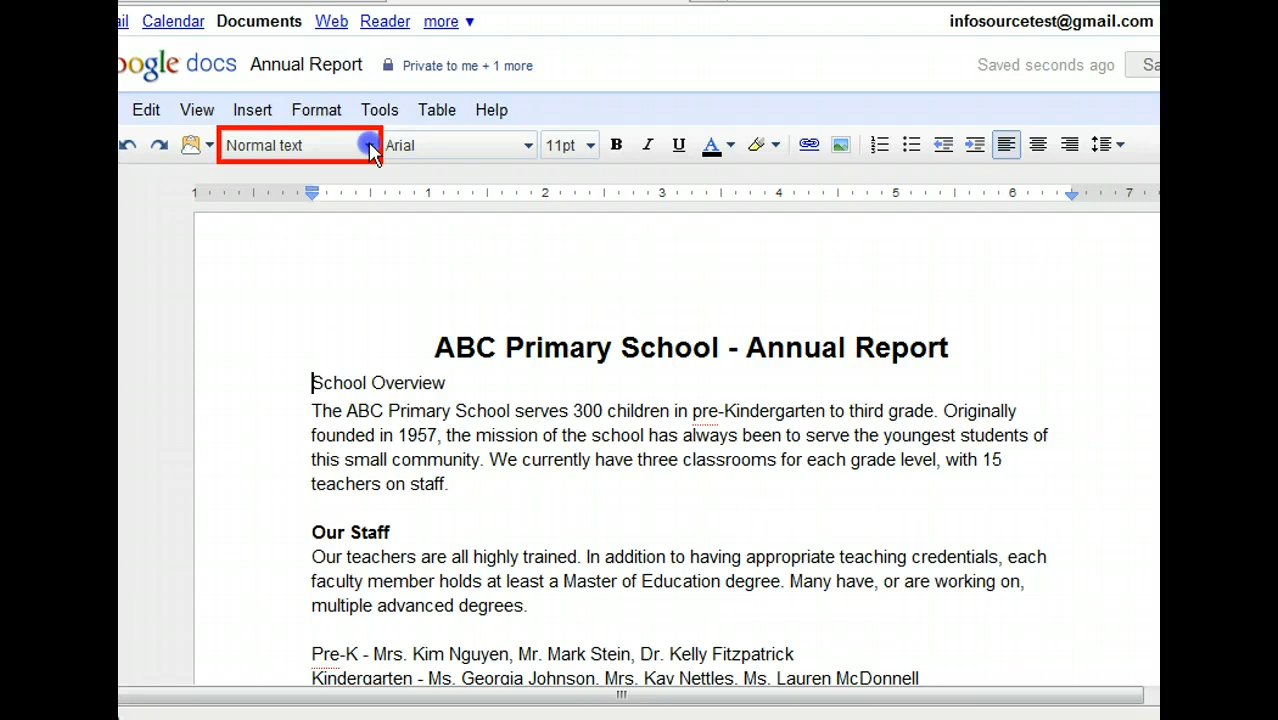 ail Calendar Documents Web Reader more ▼ infosourcetest@gmail.com
oogle docs Annual Report Private to me + 1 more Saved seconds ago Sa
Edit View Insert Format Tools Table Help
Normal text Arial 11pt B I U A
1 1 2 3 4 5 6 7
ABC Primary School - Annual Report
School Overview
The ABC Primary School serves 300 children in pre-Kindergarten to third grade. Originally
founded in 1957, the mission of the school has always been to serve the youngest students of
this small community. We currently have three classrooms for each grade level, with 15
teachers on staff.
Our Staff
Our teachers are all highly trained. In addition to having appropriate teaching credentials, each
faculty member holds at least a Master of Education degree. Many have, or are working on,
multiple advanced degrees.
Pre-K - Mrs. Kim Nguyen, Mr. Mark Stein, Dr. Kelly Fitzpatrick
Kindergarten - Ms. Georgia Johnson, Mrs. Kay Nettles, Ms. Lauren McDonnell